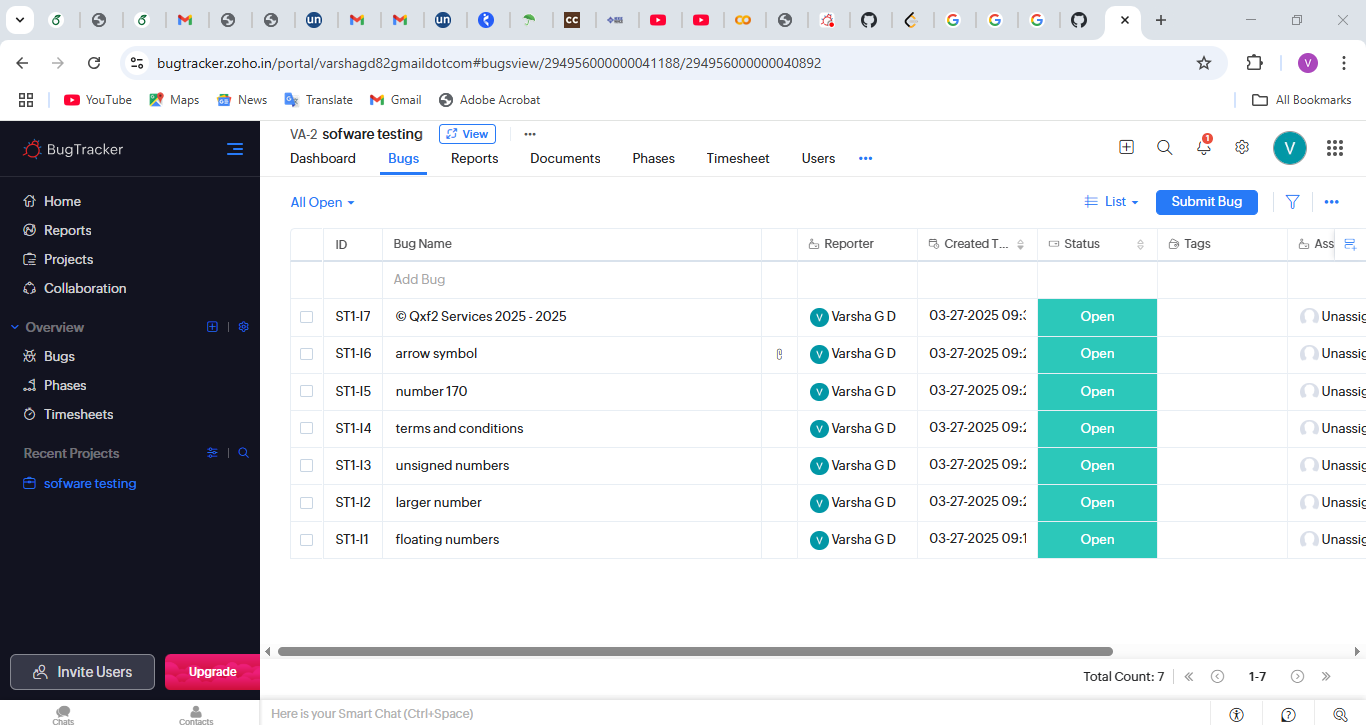 bugtracker.zoho.in/portal/varshagd82gmaildotcom#bugsview/294956000000041188/294956000000040892
V
YouTube
Maps
News
Translate
Gmail
Adobe Acrobat
All Bookmarks
BugTracker
VA-2 sofware testing
View
Dashboard
Bugs
Reports
Documents
Phases
Timesheet
Users
1
V
Home
Reports
Projects
Collaboration
Overview
Bugs
Phases
Timesheets
Recent Projects
sofware testing
Invite Users
Upgrade
Chats
Contacts
All Open
List
Submit Bug
ID Bug Name Reporter Created T... Status Tags Ass
Add Bug
ST1-I7 © Qxf2 Services 2025 - 2025 V Varsha G D 03-27-2025 09:3 Open Unassig
ST1-I6 arrow symbol V Varsha G D 03-27-2025 09:2 Open Unassig
ST1-I5 number 170 V Varsha G D 03-27-2025 09:2 Open Unassig
ST1-I4 terms and conditions V Varsha G D 03-27-2025 09:2 Open Unassig
ST1-I3 unsigned numbers V Varsha G D 03-27-2025 09:2 Open Unassig
ST1-I2 larger number V Varsha G D 03-27-2025 09:2 Open Unassig
ST1-I1 floating numbers V Varsha G D 03-27-2025 09:1 Open Unassig
Total Count: 7
1-7
Here is your Smart Chat (Ctrl+Space)